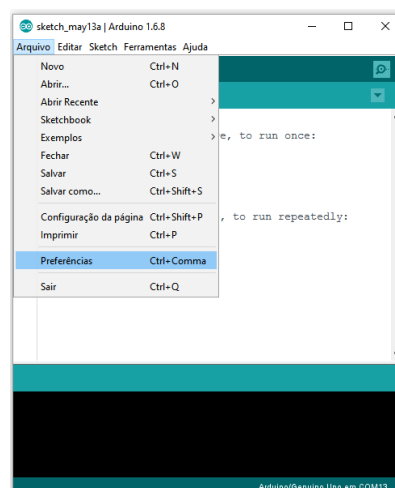 sketch_may13a | Arduino 1.6.8
Arquivo Editar Sketch Ferramentas Ajuda
Novo Ctrl+N
Abrir... Ctrl+O
Abrir Recente
Sketchbook
Exemplos
e, to run once:
Fechar Ctrl+W
Salvar Ctrl+S
Salvar como... Ctrl+Shift+S
Configuração da página Ctrl+Shift+P
, to run repeatedly:
Imprimir Ctrl+P
Preferências Ctrl+Comma
Sair Ctrl+Q
Arduino/Genuino Uno em COM13